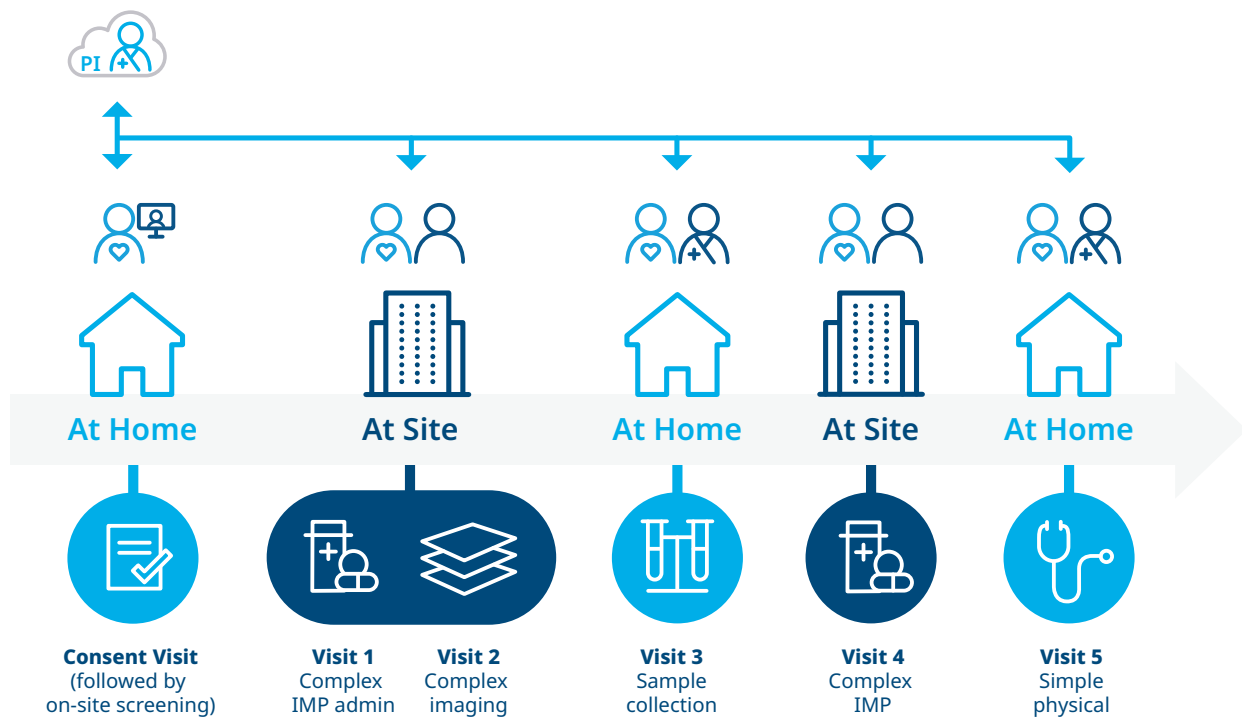 PI
At Home
At Site
At Home
At Site
At Home
Consent Visit
(followed by
on-site screening)
Visit 1
Complex
IMP admin
Visit 2
Complex
imaging
Visit 3
Sample
collection
Visit 4
Complex
IMP
Visit 5
Simple
physical